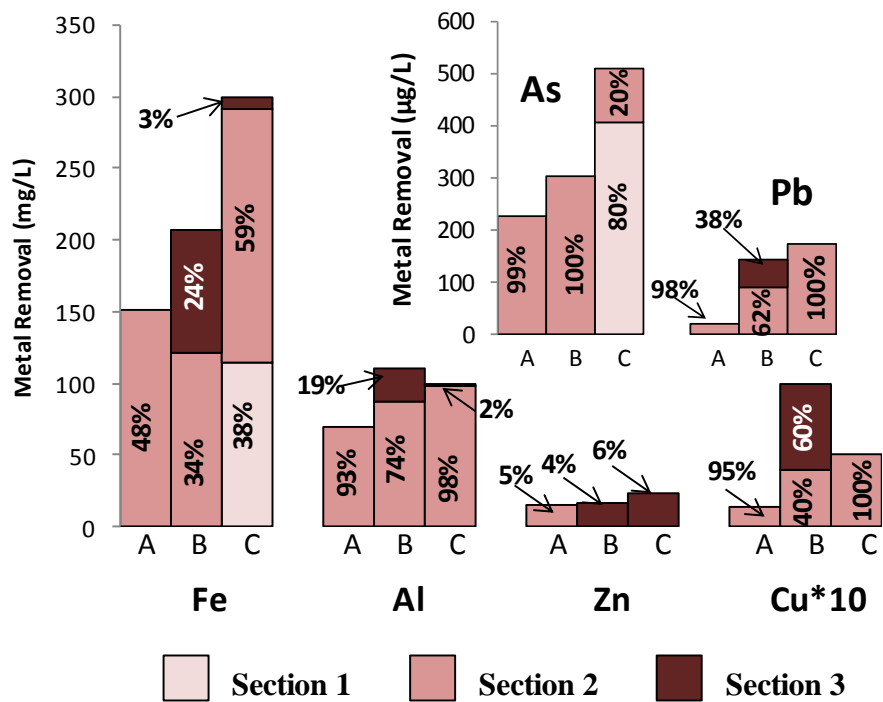 Metal Removal (mg/L)
350
300
250
200
150
100
50
0
3%
59%
38%
24%
34%
48%
A B C
Fe
Metal Removal (µg/L)
600
500
400
300
200
100
0
As
20%
80%
100%
99%
A B C
Pb
38%
98%
62%
100%
A B C
19%
2%
93%
74%
98%
A B C
Al
5%
4%
6%
A B C
Zn
95%
60%
40%
100%
A B C
Cu*10
Section 1 Section 2 Section 3